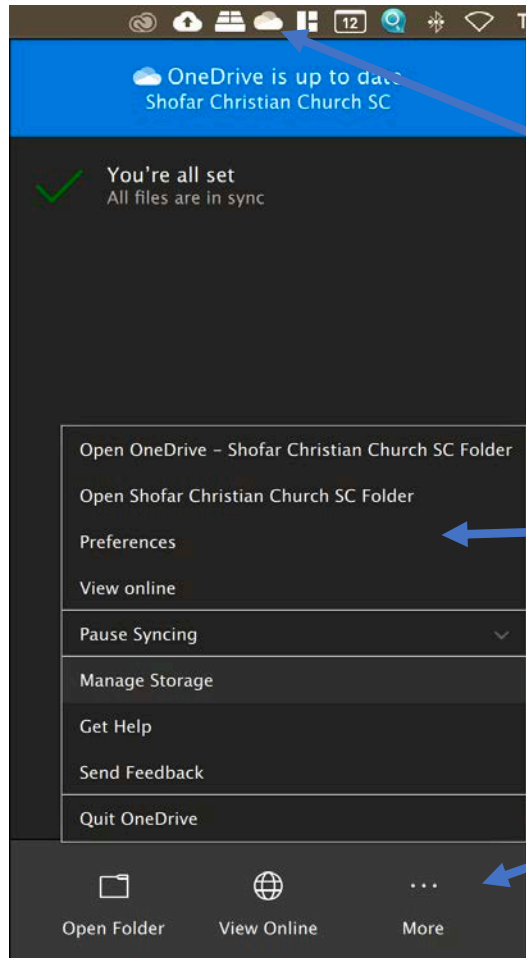 12
T
OneDrive is up to date
Shofar Christian Church SC
You're all set
All files are in sync
Open OneDrive – Shofar Christian Church SC Folder
Open Shofar Christian Church SC Folder
Preferences
View online
Pause Syncing
Manage Storage
Get Help
Send Feedback
Quit OneDrive
Open Folder View Online More